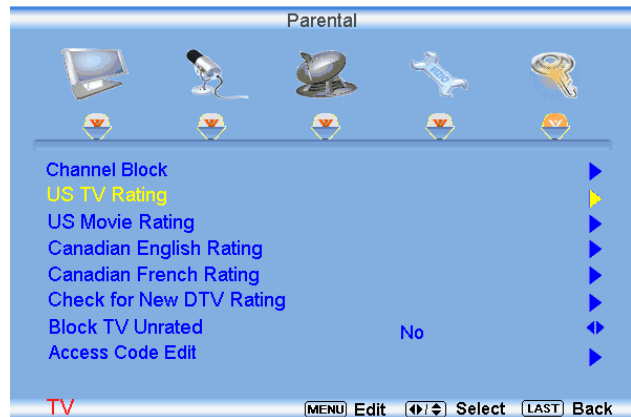 Parental
Channel Block
US TV Rating
US Movie Rating
Canadian English Rating
Canadian French Rating
Check for New DTV Rating
Block TV Unrated No
Access Code Edit
TV MENU Edit Select LAST Back